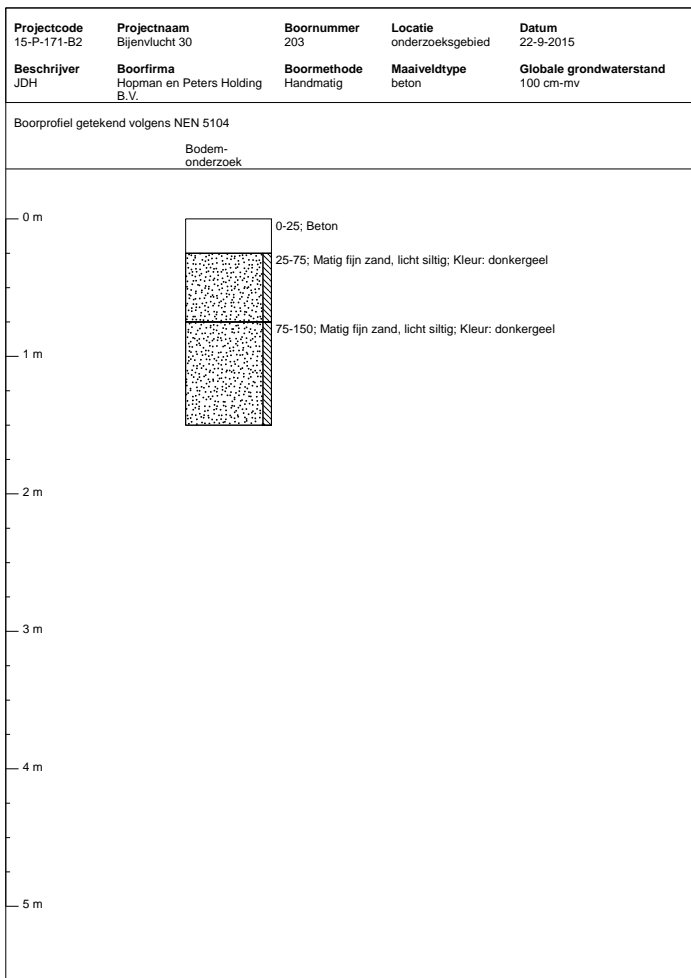 Projectcode Projectnaam Boornummer Locatie Datum
15-P-171-B2 Bijenvlucht 30 203 onderzoeksgebied 22-9-2015
Beschrijver Boorfirma Boormethode Maaiveldtype Globale grondwaterstand
JDH Hopman en Peters Holding Handmatig beton 100 cm-mv
B.V.
Boorprofiel getekend volgens NEN 5104
Bodem-
onderzoek
0 m
0-25; Beton
25-75; Matig fijn zand, licht siltig; Kleur: donkergeel
75-150; Matig fijn zand, licht siltig; Kleur: donkergeel
1 m
2 m
3 m
4 m
5 m